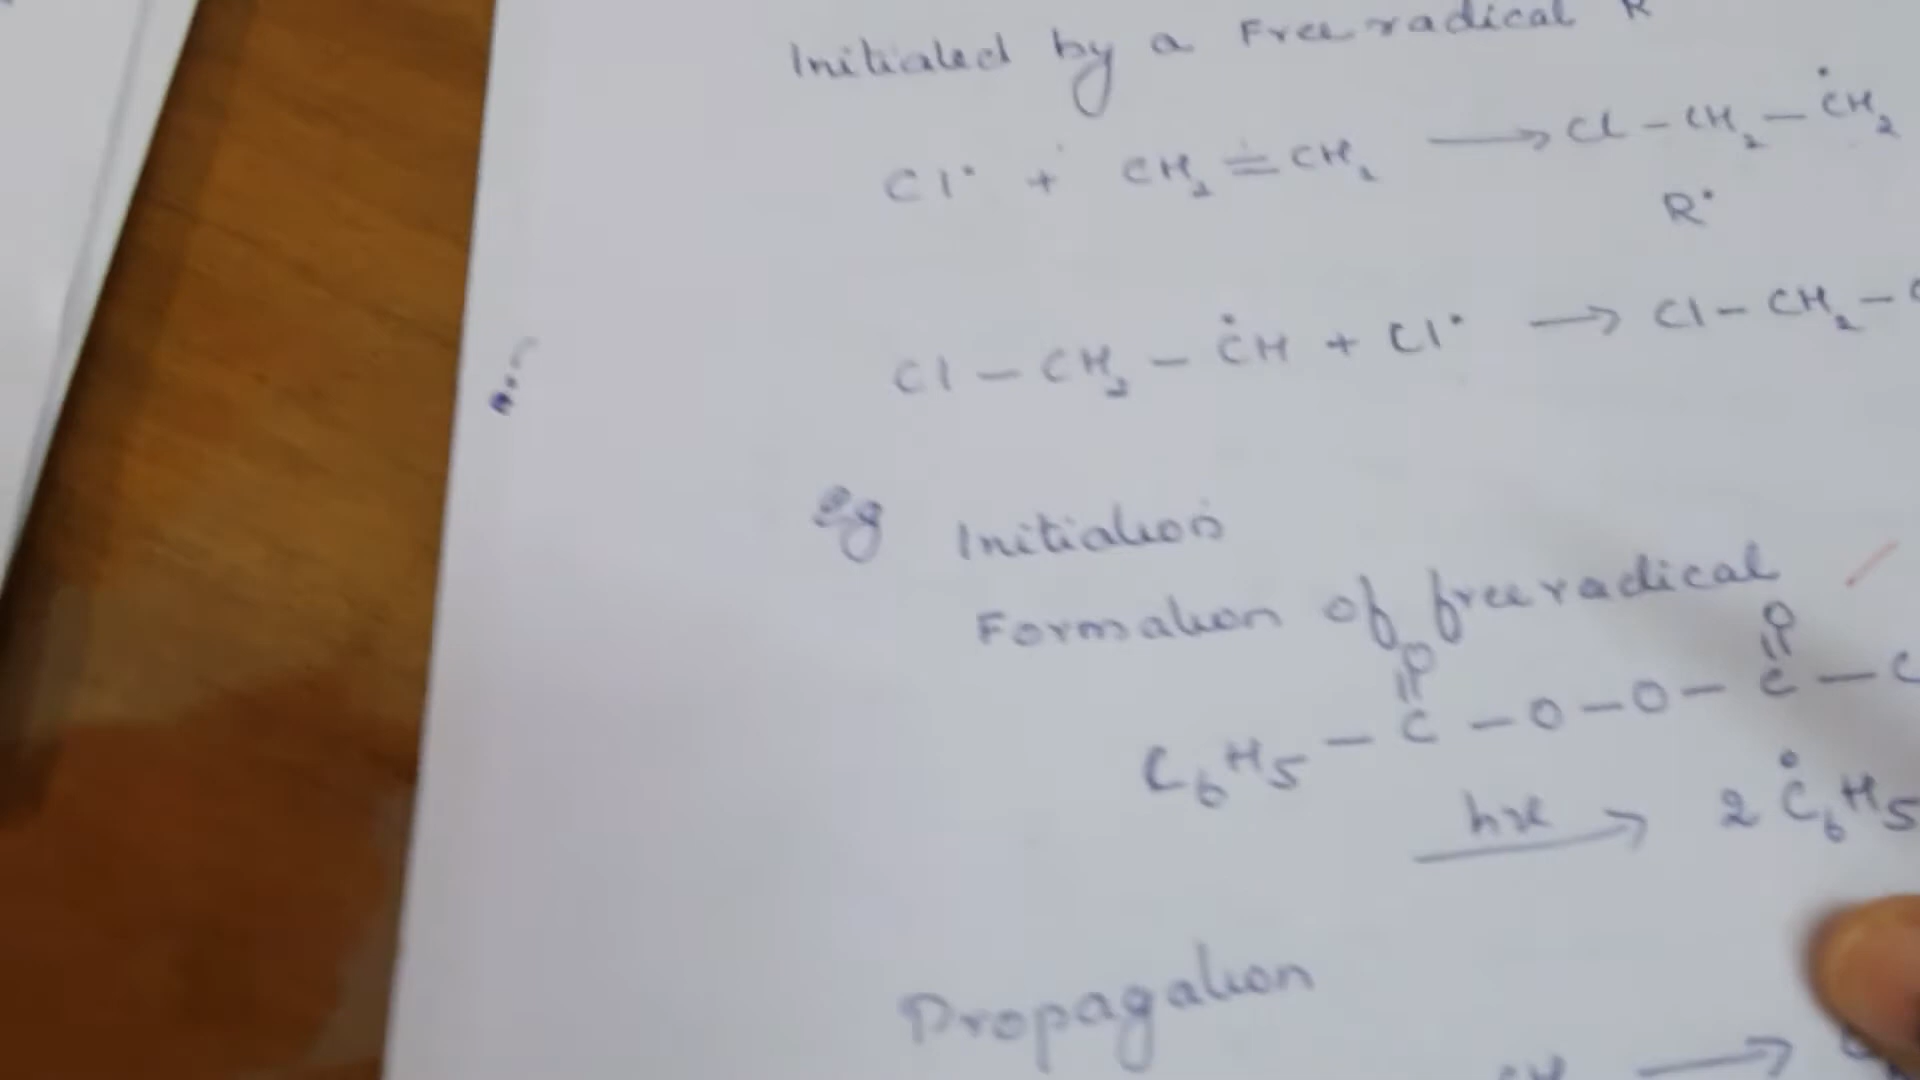 Initiated by a Free radical R
Cl• + CH₂ = CH₂ ⟶ Cl – CH₂ – ĊH₂
R•
Cl – CH₂ – ĊH + Cl• ⟶ Cl – CH₂ –
eg Initiation
Formation of free radical
O O
|| ||
C₆H₅ – C – O – O – C – C
⟶ 2 Ċ₆H₅
Propagation
CH ⟶